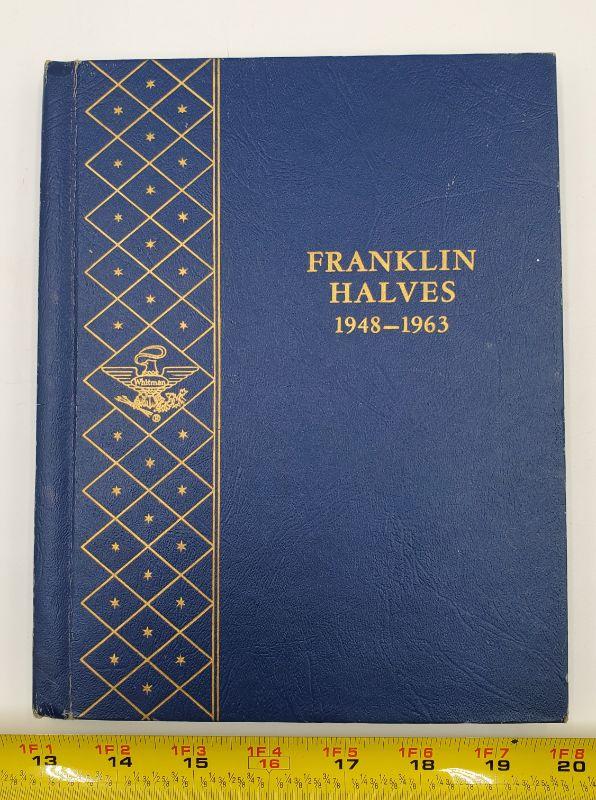 FRANKLIN
HALVES
1948–1963
Whitman
®
1F1 1F2 1F3 1F4 1F5 1F6 1F7 1F8
13 14 15 16 17 18 19 20